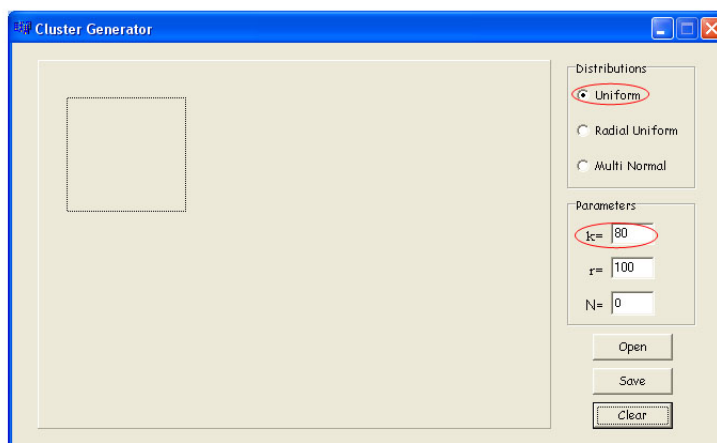 Cluster Generator
Distributions
Uniform
Radial Uniform
Multi Normal
Parameters
k= 80
r= 100
N= 0
Open
Save
Clear